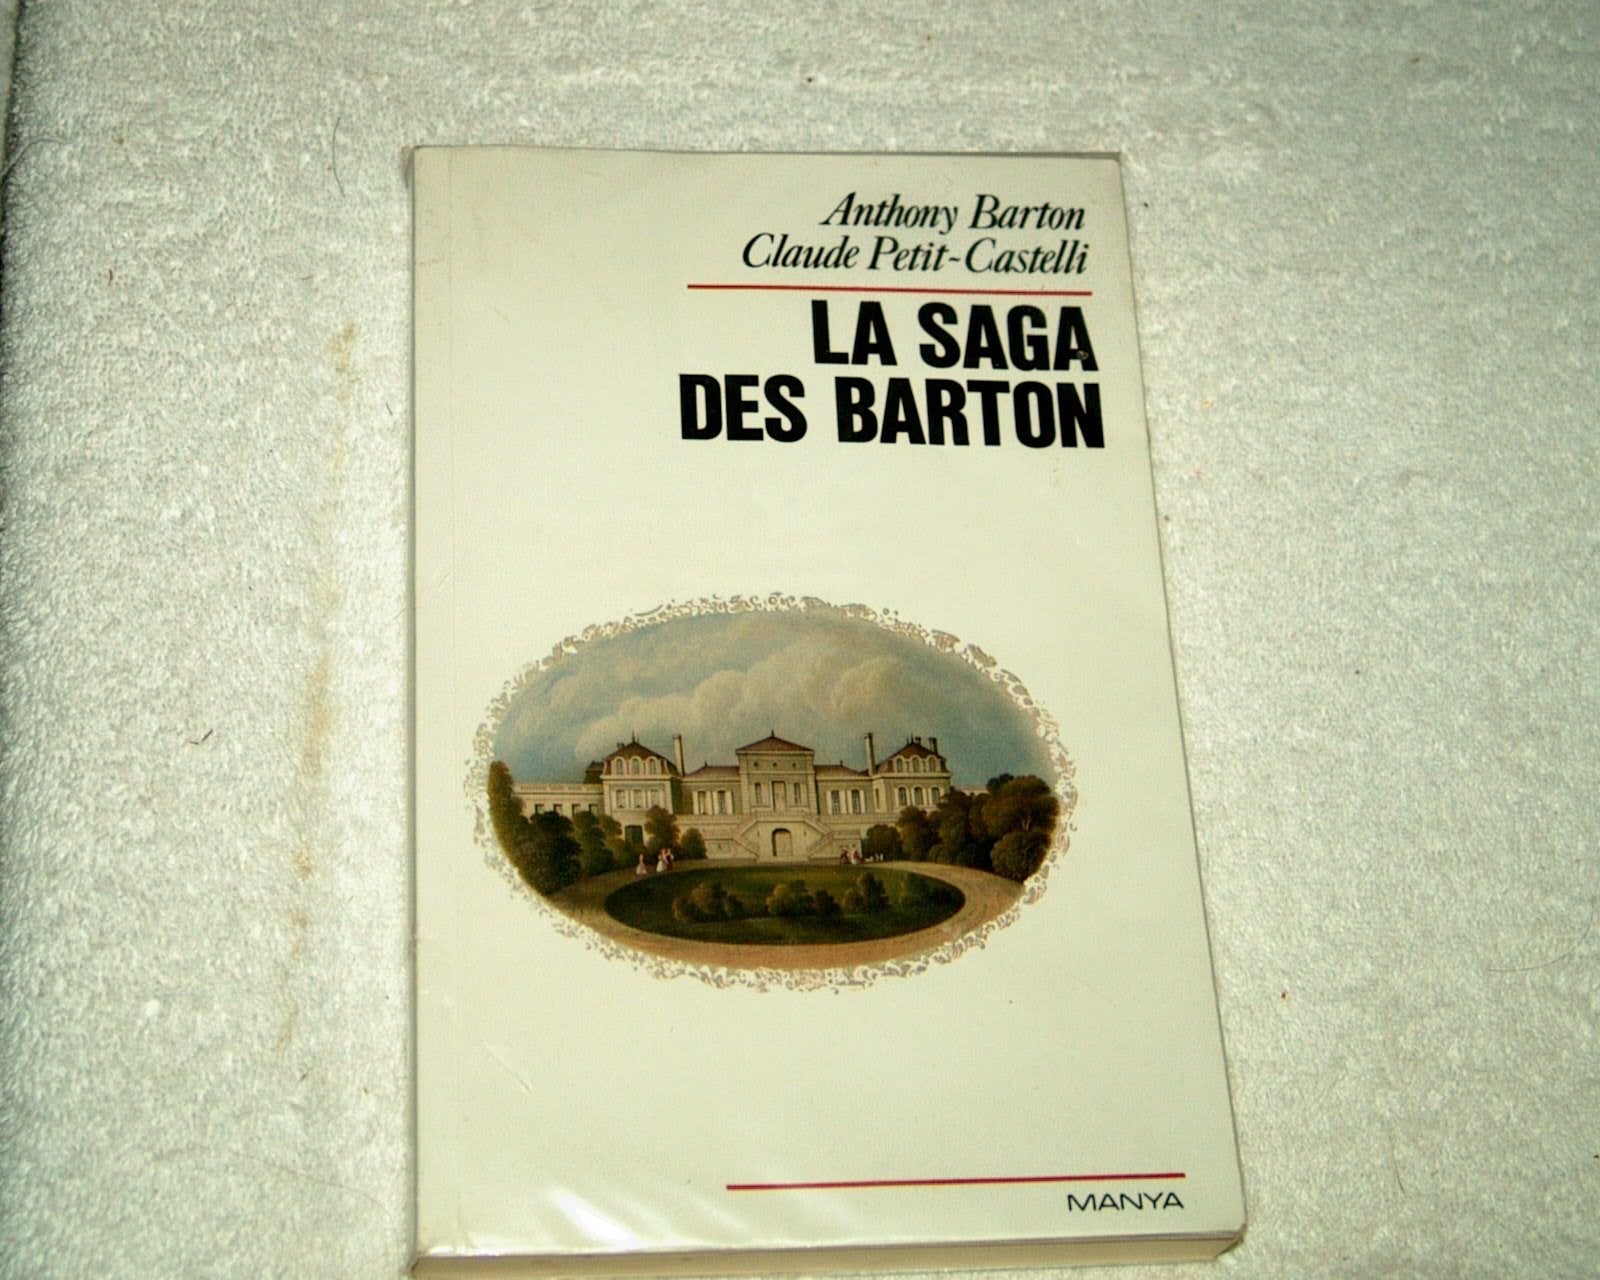 Anthony Barton
Claude Petit-Castelli
LA SAGA
DES BARTON
MANYA